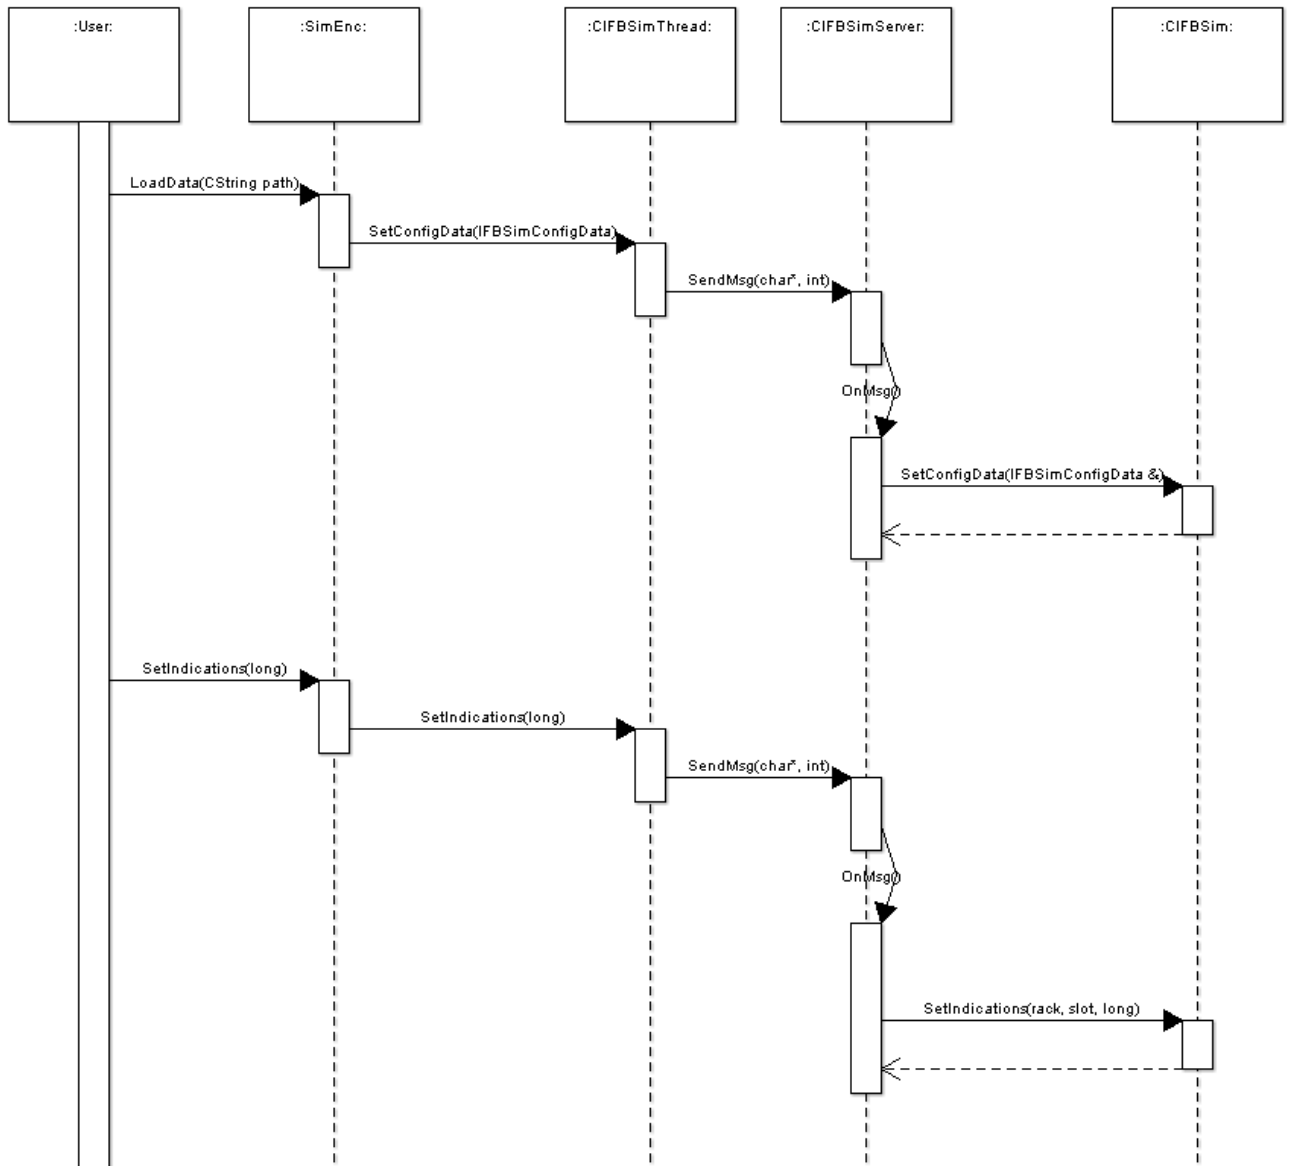 :User:
:SimEnc:
:CIFBSimThread:
:CIFBSimServer:
:CIFBSim:
LoadData(CString path)
SetConfigData(IFBSimConfigData)
SendMsg(char*, int)
OnMsg()
SetConfigData(IFBSimConfigData &)
SetIndications(long)
SetIndications(long)
SendMsg(char*, int)
OnMsg()
SetIndications(rack, slot, long)